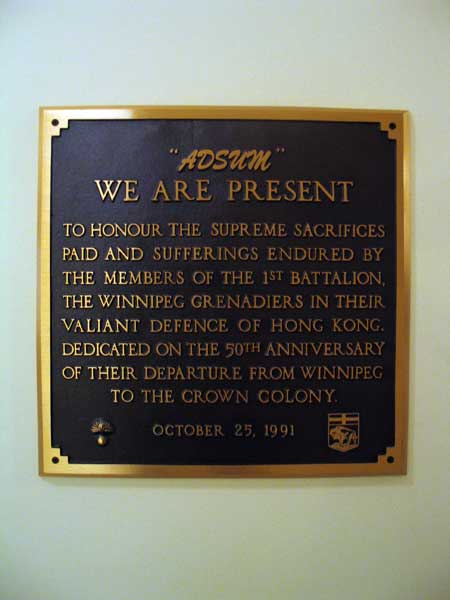 "ADSUM"
WE ARE PRESENT
TO HONOUR THE SUPREME SACRIFICES
PAID AND SUFFERINGS ENDURED BY
THE MEMBERS OF THE 1ST BATTALION,
THE WINNIPEG GRENADIERS IN THEIR
VALIANT DEFENCE OF HONG KONG.
DEDICATED ON THE 50TH ANNIVERSARY
OF THEIR DEPARTURE FROM WINNIPEG
TO THE CROWN COLONY.
OCTOBER 25, 1991